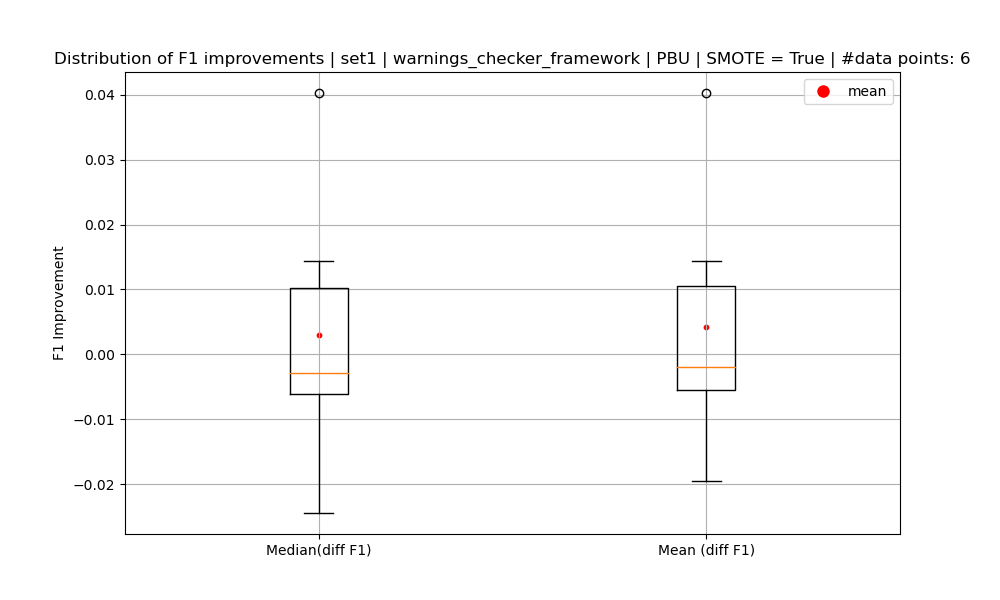 Distribution of F1 improvements | set1 | warnings_checker_framework | PBU | SMOTE = True | #data points: 6
mean
F1 Improvement
0.04
0.03
0.02
0.01
0.00
−0.01
−0.02
Median(diff F1)
Mean (diff F1)